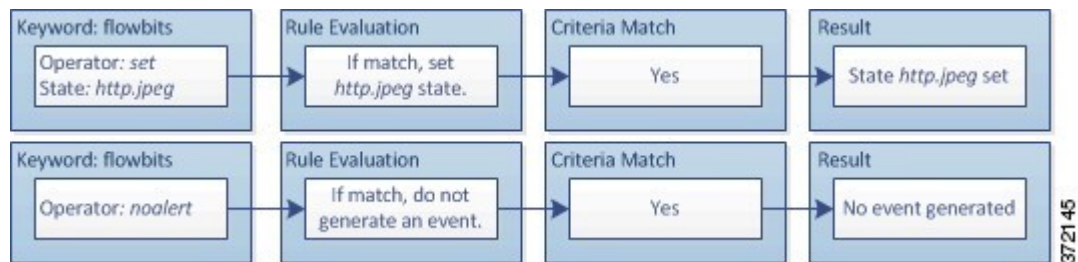 Keyword: flowbits
Operator: set
State: http.jpeg
Rule Evaluation
If match, set
http.jpeg state.
Criteria Match
Yes
Result
State http.jpeg set
Keyword: flowbits
Operator: noalert
Rule Evaluation
If match, do not
generate an event.
Criteria Match
Yes
Result
No event generated
372145